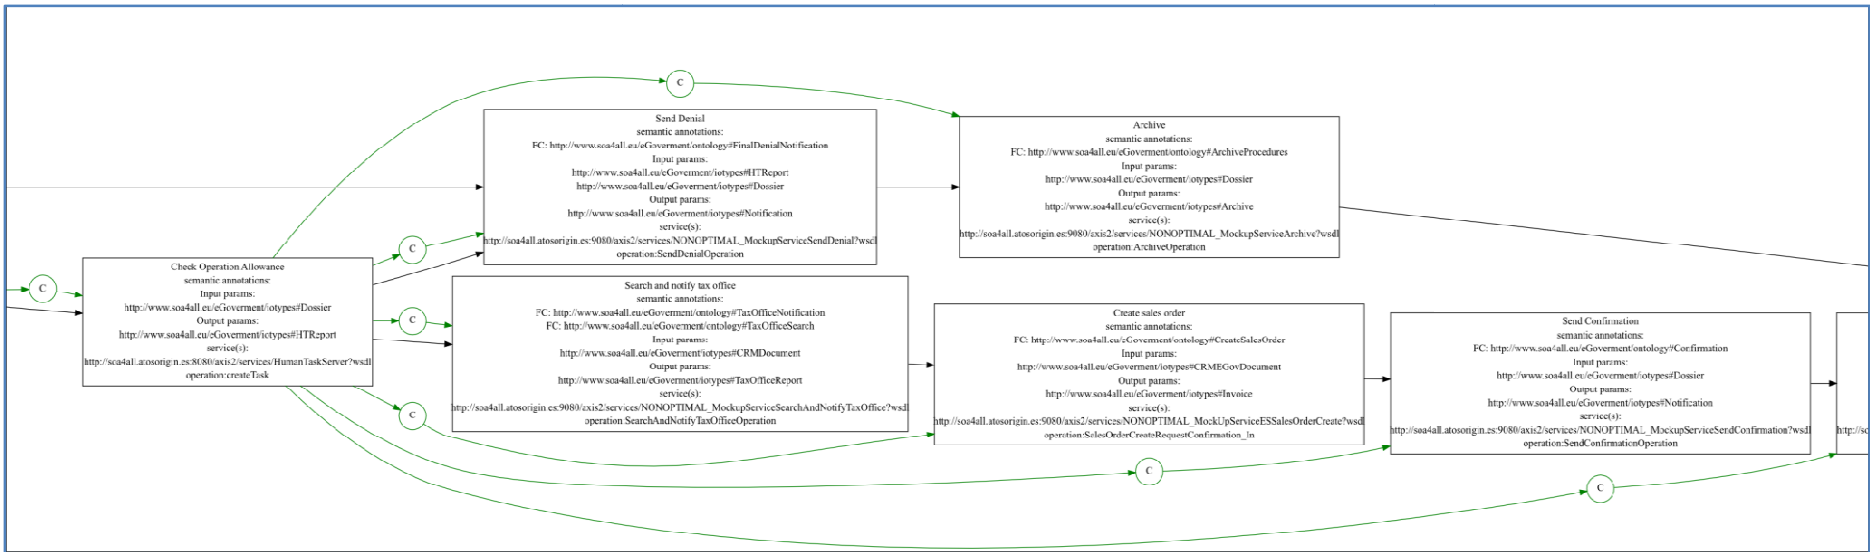 C
Send Denial
semantic annotations:
FC: http://www.soa4all.eu/eGoverment/ontology#FinalDenialNotification
Input params:
http://www.soa4all.eu/eGoverment/iotypes#HTReport
http://www.soa4all.eu/eGoverment/iotypes#Dossier
Output params:
http://www.soa4all.eu/eGoverment/iotypes#Notification
service(s):
http://soa4all.atosorigin.es:9080/axis2/services/NONOPTIMAL_MockupServiceSendDenial?wsdl
operation:SendDenialOperation
Archive
semantic annotations:
FC: http://www.soa4all.eu/eGoverment/ontology#ArchiveProcedures
Input params:
http://www.soa4all.eu/eGoverment/iotypes#Dossier
Output params:
http://www.soa4all.eu/eGoverment/iotypes#Archive
service(s):
http://soa4all.atosorigin.es:9080/axis2/services/NONOPTIMAL_MockupServiceArchive?wsdl
operation:ArchiveOperation
C
C
Check Operation Allowance
semantic annotations:
Input params:
http://www.soa4all.eu/eGoverment/iotypes#Dossier
Output params:
http://www.soa4all.eu/eGoverment/iotypes#HTReport
service(s):
http://soa4all.atosorigin.es:8080/axis2/services/HumanTaskServer?wsdl
operation:createTask
C
Search and notify tax office
semantic annotations:
FC: http://www.soa4all.eu/eGoverment/ontology#TaxOfficeNotification
FC: http://www.soa4all.eu/eGoverment/ontology#TaxOfficeSearch
Input params:
http://www.soa4all.eu/eGoverment/iotypes#CRMDocument
Output params:
http://www.soa4all.eu/eGoverment/iotypes#TaxOfficeReport
service(s):
http://soa4all.atosorigin.es:9080/axis2/services/NONOPTIMAL_MockupServiceSearchAndNotifyTaxOffice?wsdl
operation:SearchAndNotifyTaxOfficeOperation
C
Create sales order
semantic annotations:
FC: http://www.soa4all.eu/eGoverment/ontology#CreateSalesOrder
Input params:
http://www.soa4all.eu/eGoverment/iotypes#CRMEGovDocument
Output params:
http://www.soa4all.eu/eGoverment/iotypes#Invoice
service(s):
http://soa4all.atosorigin.es:9080/axis2/services/NONOPTIMAL_MockUpServiceESSalesOrderCreate?wsdl
operation:SalesOrderCreateRequestConfirmation_In
Send Confirmation
semantic annotations:
FC: http://www.soa4all.eu/eGoverment/ontology#Confirmation
Input params:
http://www.soa4all.eu/eGoverment/iotypes#Dossier
Output params:
http://www.soa4all.eu/eGoverment/iotypes#Notification
service(s):
http://soa4all.atosorigin.es:9080/axis2/services/NONOPTIMAL_MockupServiceSendConfirmation?wsdl
operation:SendConfirmationOperation
http://so
C
C